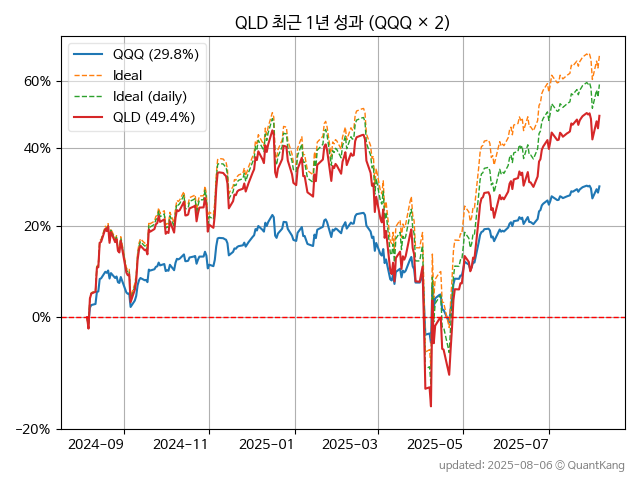 QLD 최근 1년 성과 (QQQ × 2)
QQQ (29.8%)
Ideal
Ideal (daily)
QLD (49.4%)
60%
40%
20%
0%
−20%
2024-09 2024-11 2025-01 2025-03 2025-05 2025-07
updated: 2025-08-06 © QuantKang